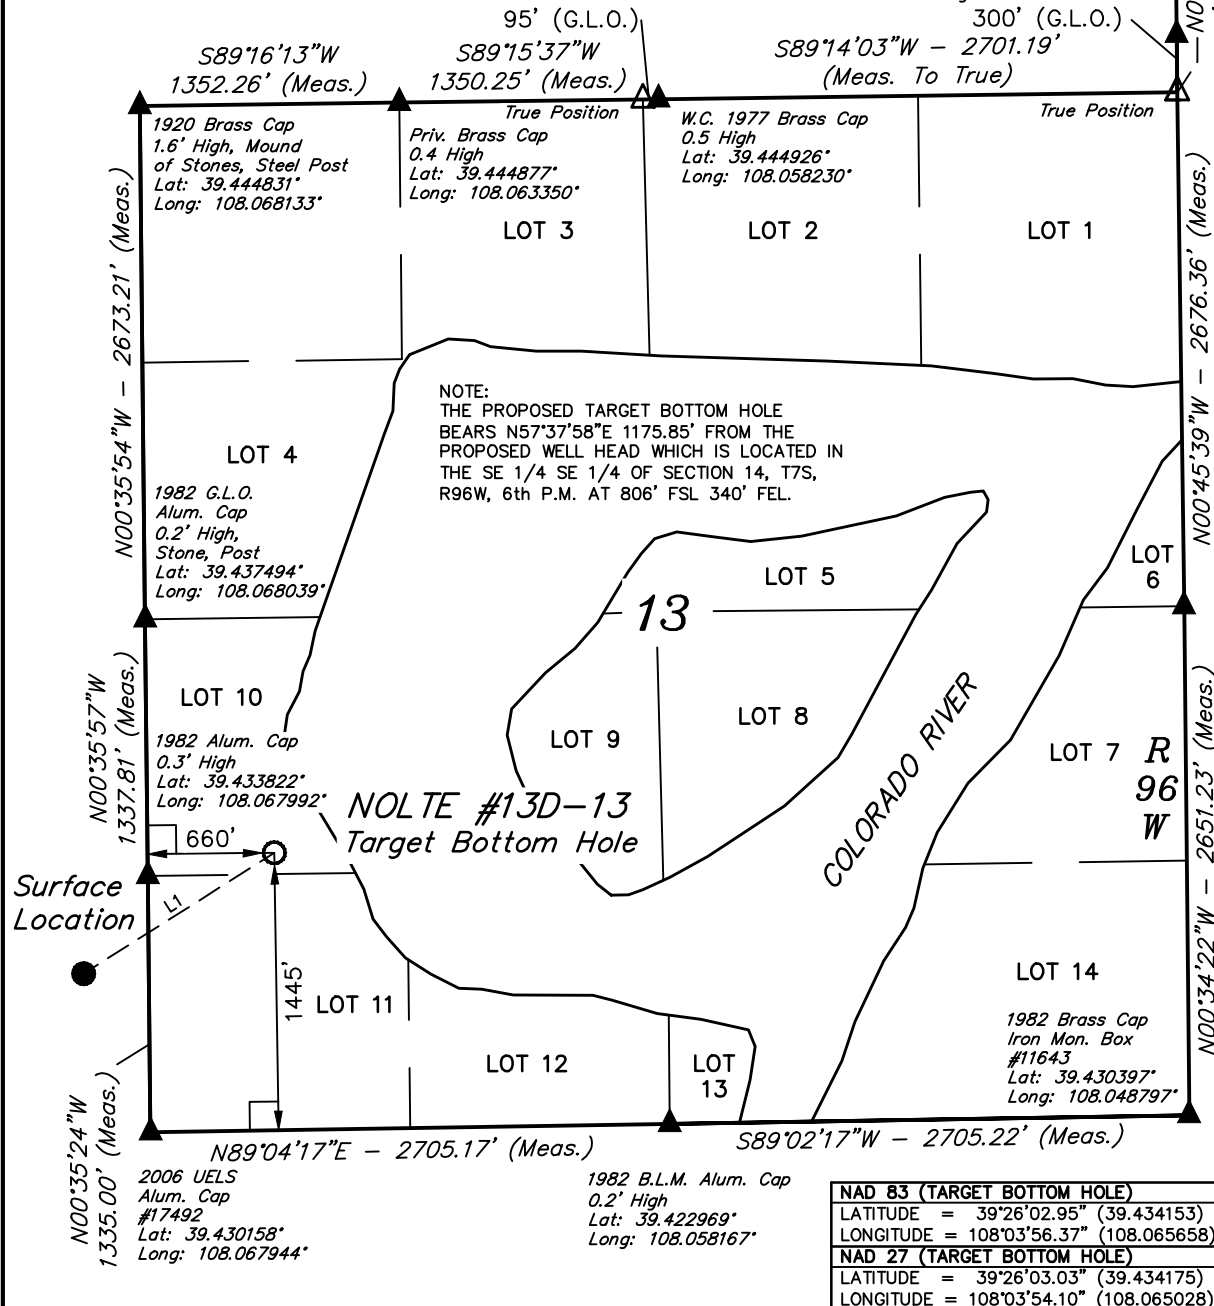 95' (G.L.O.)
300' (G.L.O.)
S89°16'13"W
1352.26' (Meas.)
S89°15'37"W
1350.25' (Meas.)
S89°14'03"W - 2701.19'
(Meas. To True)
True Position
True Position
1920 Brass Cap
1.6' High, Mound
of Stones, Steel Post
Lat: 39.444831°
Long: 108.068133°
Priv. Brass Cap
0.4 High
Lat: 39.444877°
Long: 108.063350°
W.C. 1977 Brass Cap
0.5 High
Lat: 39.444926°
Long: 108.058230°
LOT 3
LOT 2
LOT 1
N00°35'54"W - 2673.21' (Meas.)
N00°45'39"W - 2676.36' (Meas.)
NOTE:
THE PROPOSED TARGET BOTTOM HOLE
BEARS N57°37'58"E 1175.85' FROM THE
PROPOSED WELL HEAD WHICH IS LOCATED IN
THE SE 1/4 SE 1/4 OF SECTION 14, T7S,
R96W, 6th P.M. AT 806' FSL 340' FEL.
LOT 4
1982 G.L.O.
Alum. Cap
0.2' High,
Stone, Post
Lat: 39.437494°
Long: 108.068039°
LOT 5
LOT
6
13
LOT 10
LOT 9
LOT 8
LOT 7
R
96
W
COLORADO RIVER
N00°35'57"W
1337.81' (Meas.)
1982 Alum. Cap
0.3' High
Lat: 39.433822°
Long: 108.067992°
NOLTE #13D-13
Target Bottom Hole
660'
Surface
Location
L1
1445'
N00°34'22"W - 2651.23' (Meas.)
LOT 11
LOT 12
LOT
13
LOT 14
1982 Brass Cap
Iron Mon. Box
#11643
Lat: 39.430397°
Long: 108.048797°
N00°35'24"W
1335.00' (Meas.)
N89°04'17"E - 2705.17' (Meas.)
S89°02'17"W - 2705.22' (Meas.)
2006 UELS
Alum. Cap
#17492
Lat: 39.430158°
Long: 108.067944°
1982 B.L.M. Alum. Cap
0.2' High
Lat: 39.422969°
Long: 108.058167°
NAD 83 (TARGET BOTTOM HOLE)
LATITUDE = 39°26'02.95" (39.434153)
LONGITUDE = 108°03'56.37" (108.065658)
NAD 27 (TARGET BOTTOM HOLE)
LATITUDE = 39°26'03.03" (39.434175)
LONGITUDE = 108°03'54.10" (108.065028)